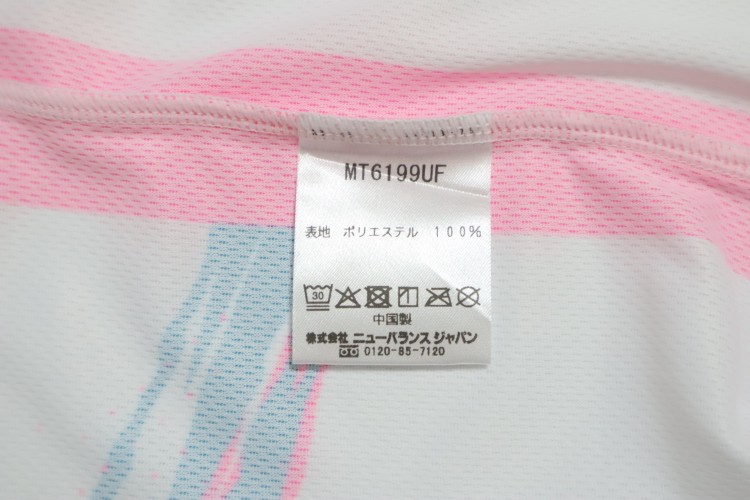 MT6199UF
表地 ポリエステル 100%
30
中国製
株式会社 ニューバランス ジャパン
0120-85-7120